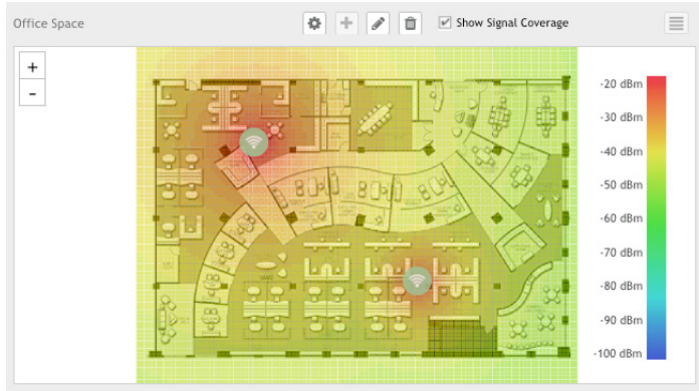 Office Space
Show Signal Coverage
+
-
-20 dBm
-30 dBm
-40 dBm
-50 dBm
-60 dBm
-70 dBm
-80 dBm
-90 dBm
-100 dBm